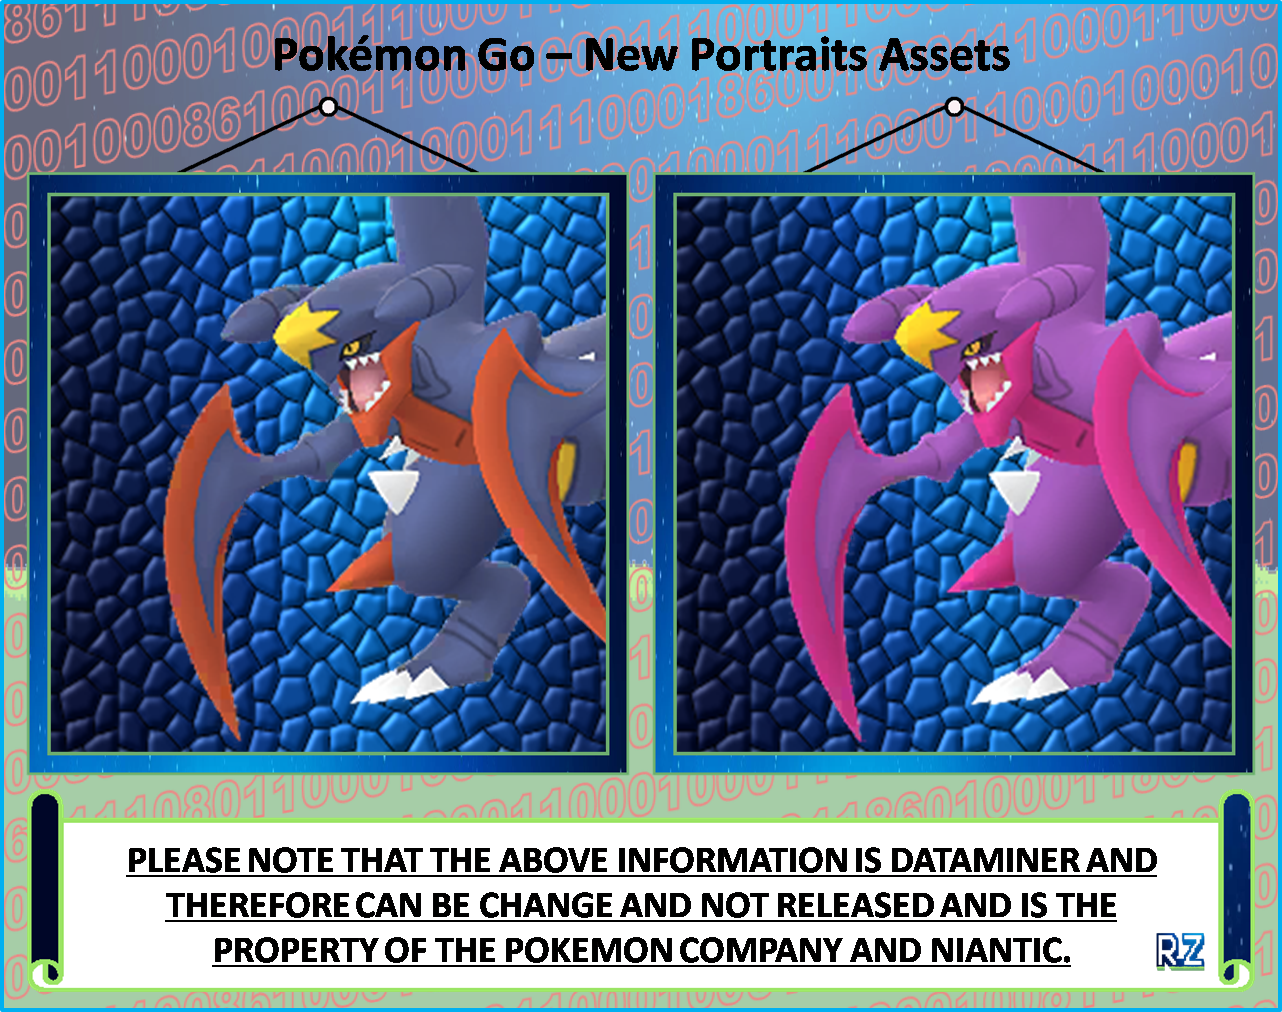 Pokémon Go – New Portraits Assets
PLEASE NOTE THAT THE ABOVE INFORMATION IS DATAMINER AND
THEREFORE CAN BE CHANGE AND NOT RELEASED AND IS THE
PROPERTY OF THE POKEMON COMPANY AND NIANTIC.
RZ